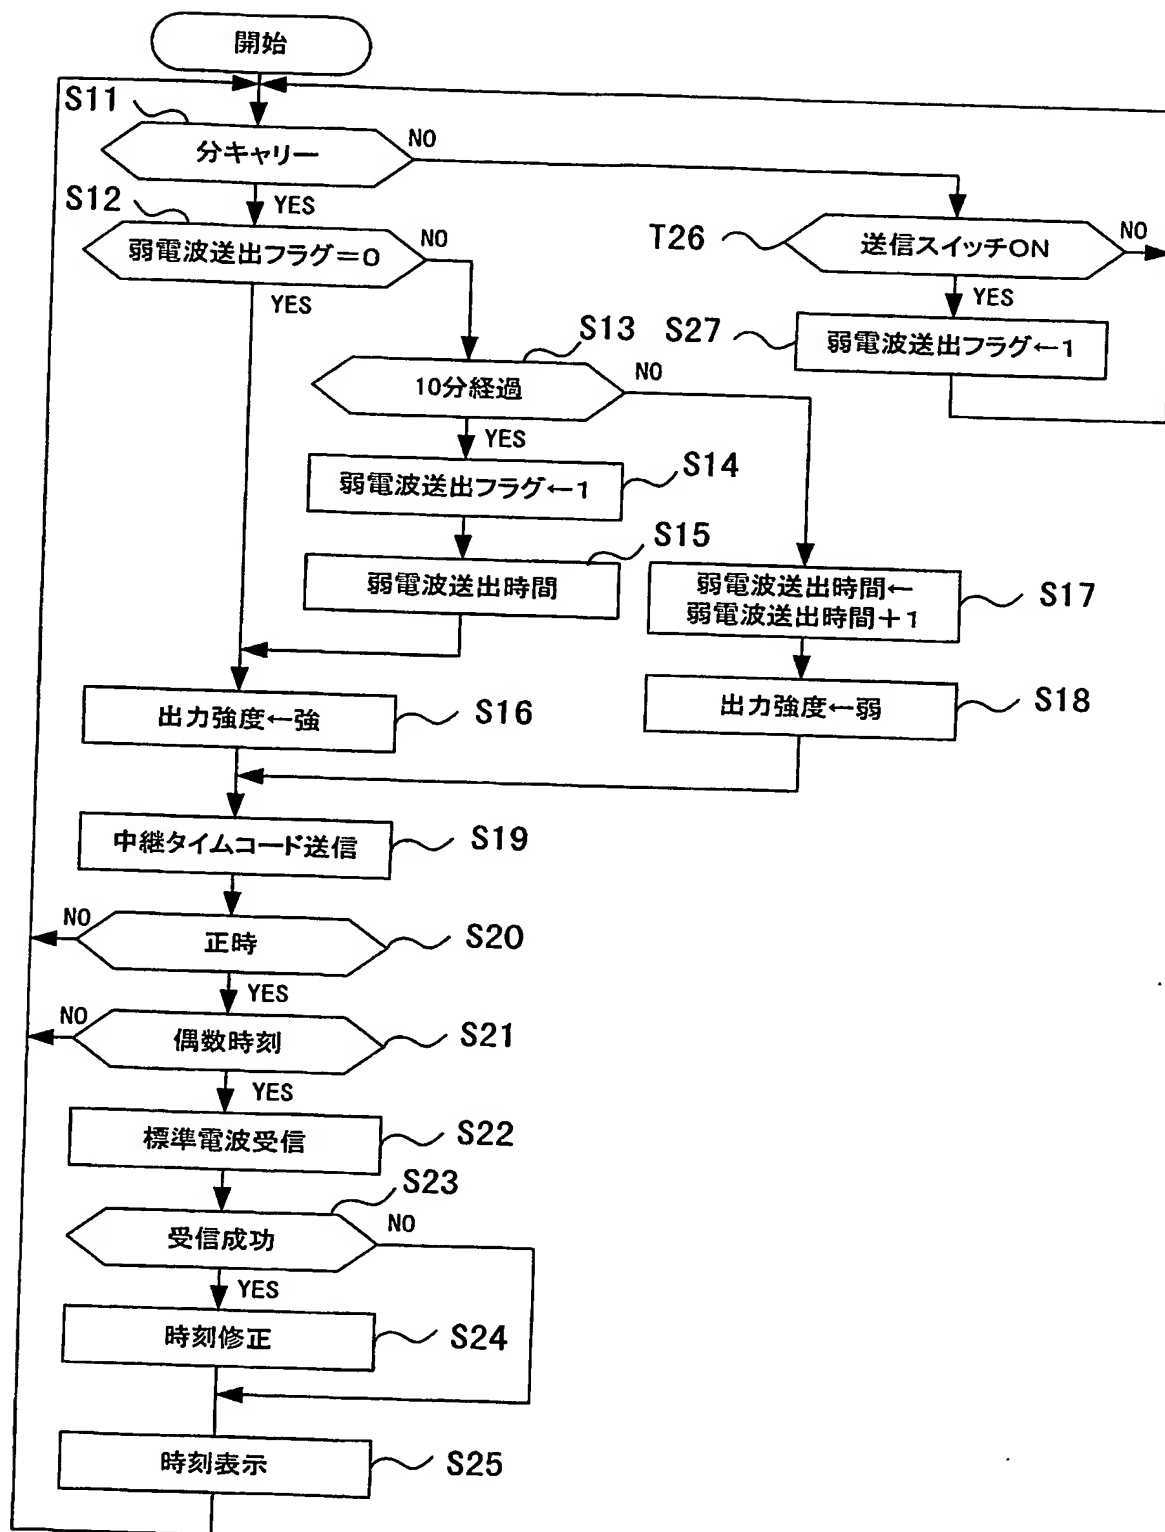 開始
S11
分キャリー
NO
YES
S12
弱電波送出フラグ=0
NO
YES
T26
送信スイッチON
NO
YES
S27
弱電波送出フラグ←1
S13
10分経過
NO
YES
S14
弱電波送出フラグ←1
S15
弱電波送出時間
弱電波送出時間←
弱電波送出時間+1
S17
出力強度←強
S16
出力強度←弱
S18
中継タイムコード送信
S19
NO
正時
S20
YES
NO
偶数時刻
S21
YES
標準電波受信
S22
S23
受信成功
NO
YES
時刻修正
S24
時刻表示
S25